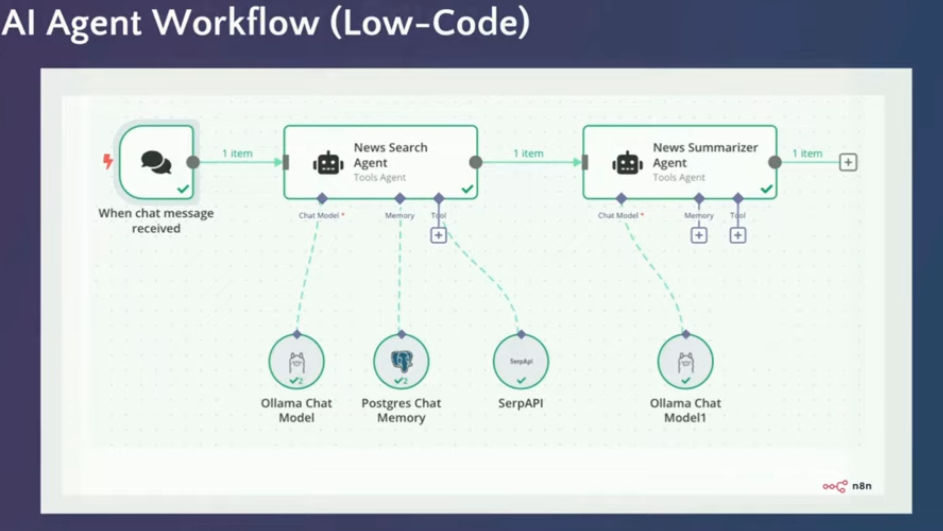 AI Agent Workflow (Low-Code)
1 item
News Search
Agent
Tools Agent
1 item
News Summarizer
Agent
Tools Agent
1 item
When chat message
received
Chat Model *
Memory
Tool
Chat Model *
Memory
Tool
2
2
SerpApi
Ollama Chat
Model
Postgres Chat
Memory
SerpAPI
Ollama Chat
Model1
n8n